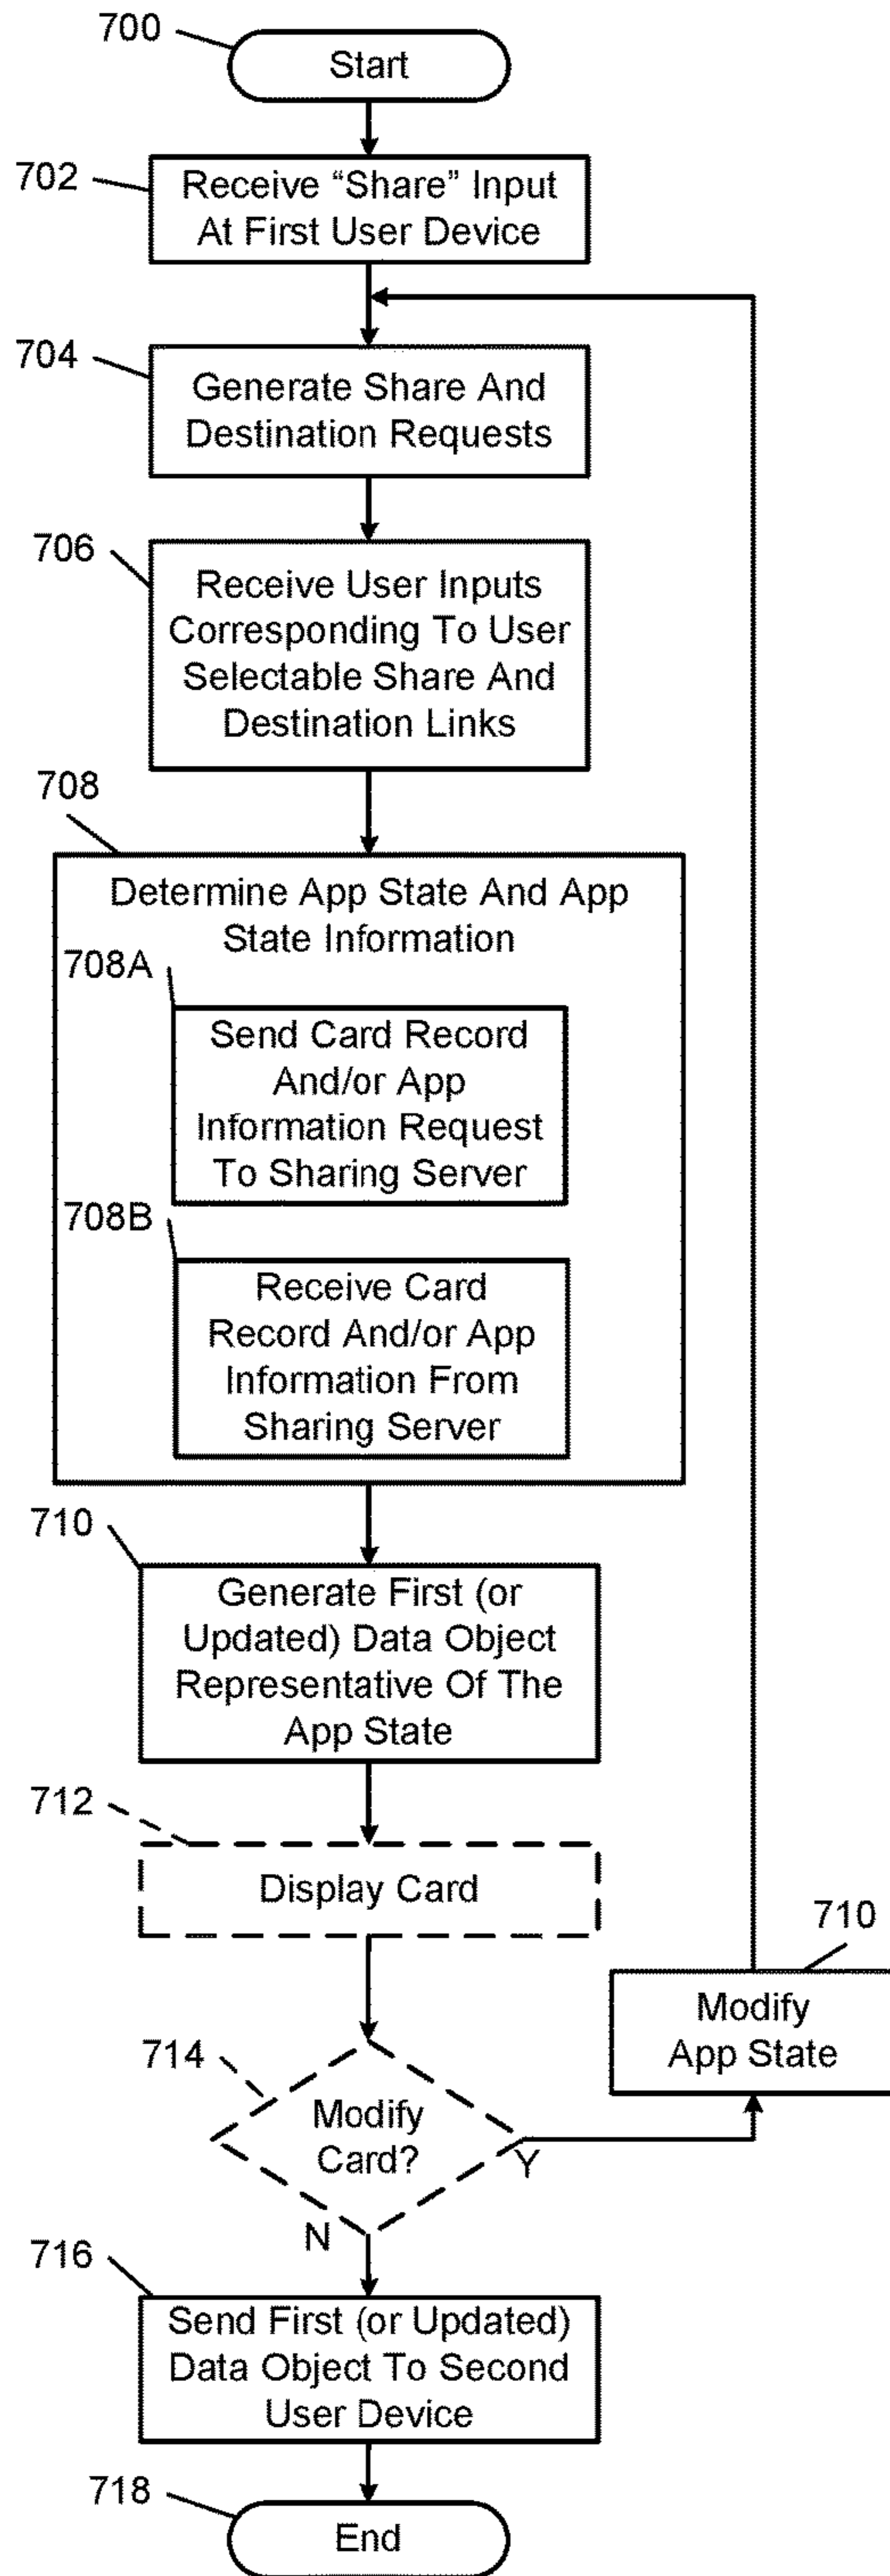 700
Start
702
Receive “Share” Input
At First User Device
704
Generate Share And
Destination Requests
706
Receive User Inputs
Corresponding To User
Selectable Share And
Destination Links
708
Determine App State And App
State Information
708A
Send Card Record
And/or App
Information Request
To Sharing Server
708B
Receive Card
Record And/or App
Information From
Sharing Server
710
Generate First (or
Updated) Data Object
Representative Of The
App State
712
Display Card
710
Modify
App State
714
Modify
Card?
Y
N
716
Send First (or Updated)
Data Object To Second
User Device
718
End